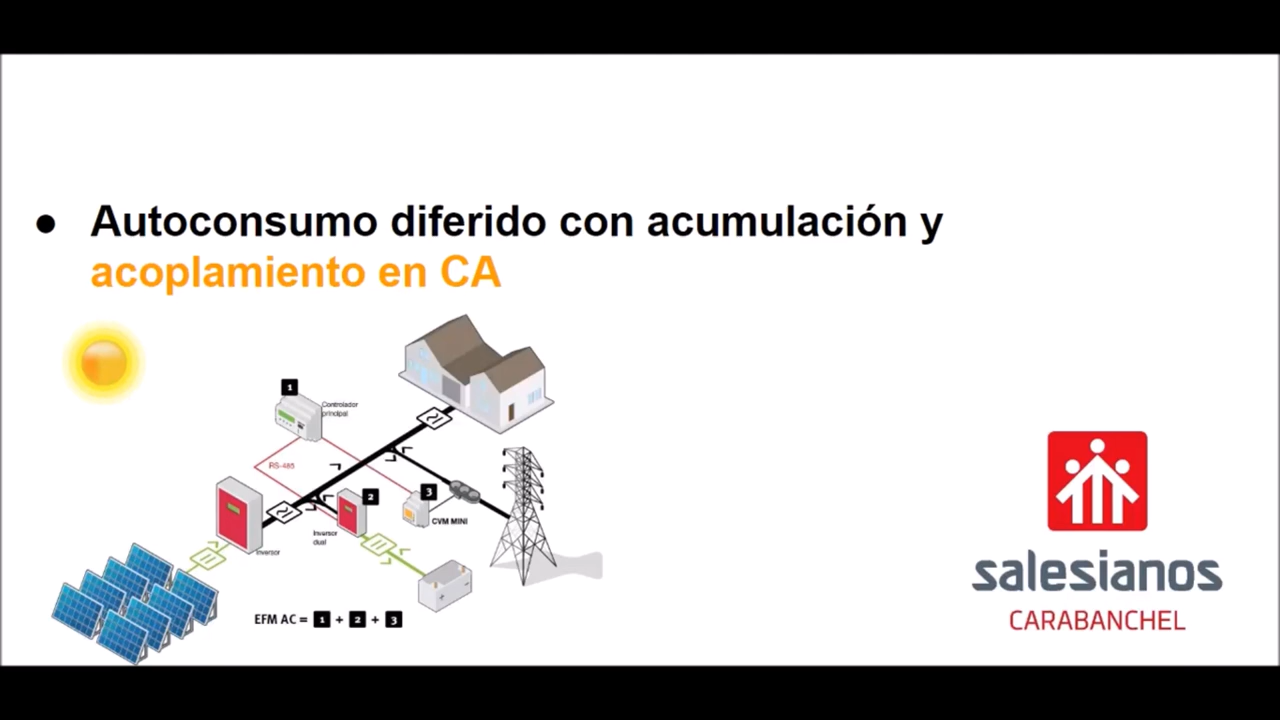 ● Autoconsumo diferido con acumulación y
acoplamiento en CA
1
Controlador
principal
RS-485
2
3
CVM MINI
Inversor
dual
Inversor
EFM AC = 1 + 2 + 3
salesianos
CARABANCHEL